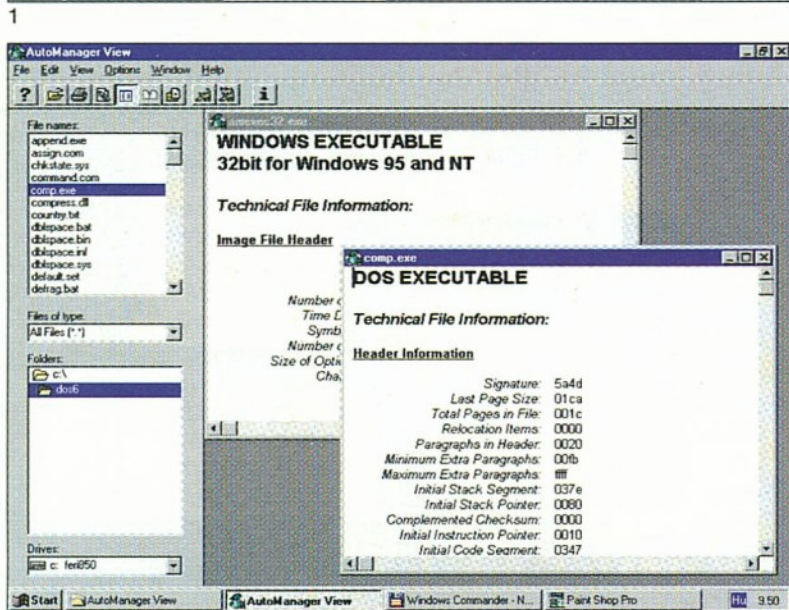 1
AutoManager View
File Edit View Options Window Help
File names:
append.exe
assign.com
chkstate.sys
command.com
comp.exe
compress.dll
country.txt
dblspace.bat
dblspace.bin
dblspace.inf
dblspace.sys
default.set
defrag.bat
Files of type:
All Files (*.*)
Folders:
c:\
dos6
Drives:
c: feri850
WINDOWS EXECUTABLE
32bit for Windows 95 and NT
Technical File Information:
Image File Header
Number o
Time D
Symb
Number o
Size of Optio
Cha
comp.exe
DOS EXECUTABLE
Technical File Information:
Header Information
Signature: 5a4d
Last Page Size: 01ca
Total Pages in File: 001c
Relocation Items: 0000
Paragraphs in Header: 0020
Minimum Extra Paragraphs: 00fb
Maximum Extra Paragraphs: ffff
Initial Stack Segment: 037e
Initial Stack Pointer: 0080
Complemented Checksum: 0000
Initial Instruction Pointer: 0010
Initial Code Segment: 0347
Start AutoManager View AutoManager View Windows Commander - N... Paint Shop Pro Hu 9:50